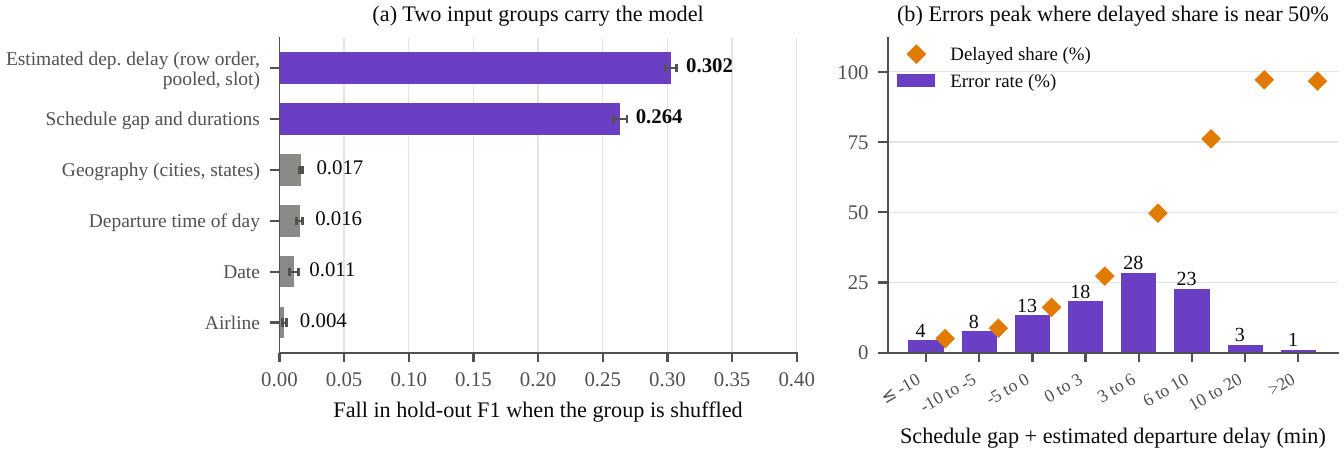 (a) Two input groups carry the model
Estimated dep. delay (row order,
pooled, slot)
0.302
Schedule gap and durations
0.264
Geography (cities, states)
0.017
Departure time of day
0.016
Date
0.011
Airline
0.004
0.00 0.05 0.10 0.15 0.20 0.25 0.30 0.35 0.40
Fall in hold-out F1 when the group is shuffled
(b) Errors peak where delayed share is near 50%
Delayed share (%)
Error rate (%)
100
75
50
25
0
4 8 13 18 28 23 3 1
≤ -10 -10 to -5 -5 to 0 0 to 3 3 to 6 6 to 10 10 to 20 >20
Schedule gap + estimated departure delay (min)